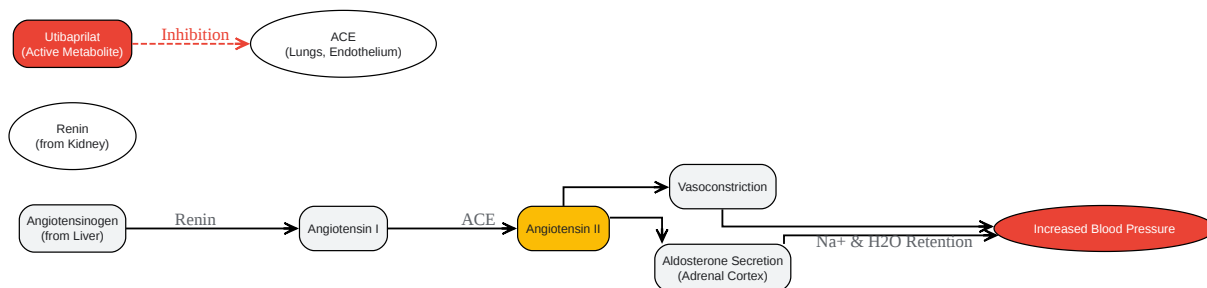 Utibaprilat
(Active Metabolite)
Inhibition
ACE
(Lungs, Endothelium)
Renin
(from Kidney)
Angiotensinogen
(from Liver)
Renin
Angiotensin I
ACE
Angiotensin II
Vasoconstriction
Aldosterone Secretion
(Adrenal Cortex)
Na+ & H2O Retention
Increased Blood Pressure